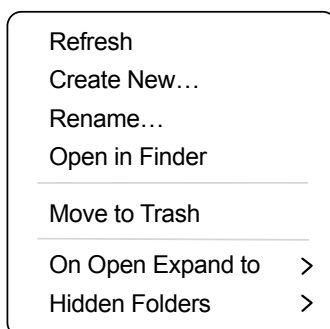 Refresh
Create New…
Rename…
Open in Finder
Move to Trash
On Open Expand to >
Hidden Folders >